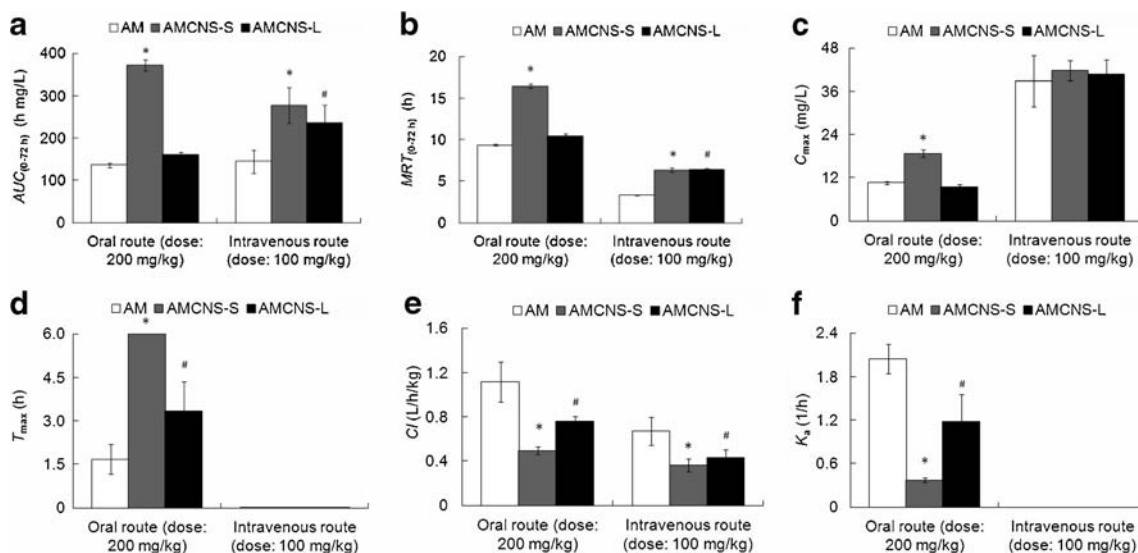 a
AM AMCNS-S AMCNS-L
AUC(0-72 h) (h mg/L)
400
300
200
100
0
*
*
#
Oral route (dose: 200 mg/kg)
Intravenous route (dose: 100 mg/kg)
b
AM AMCNS-S AMCNS-L
MRT(0-72 h) (h)
20
15
10
5
0
*
*
#
Oral route (dose: 200 mg/kg)
Intravenous route (dose: 100 mg/kg)
c
AM AMCNS-S AMCNS-L
Cmax (mg/L)
48
36
24
12
0
*
Oral route (dose: 200 mg/kg)
Intravenous route (dose: 100 mg/kg)
d
AM AMCNS-S AMCNS-L
Tmax (h)
6.0
4.5
3.0
1.5
0
*
#
Oral route (dose: 200 mg/kg)
Intravenous route (dose: 100 mg/kg)
e
AM AMCNS-S AMCNS-L
Cl (L/h/kg)
1.6
1.2
0.8
0.4
0
*
#
*
#
Oral route (dose: 200 mg/kg)
Intravenous route (dose: 100 mg/kg)
f
AM AMCNS-S AMCNS-L
Ka (1/h)
2.4
1.8
1.2
0.6
0
*
#
Oral route (dose: 200 mg/kg)
Intravenous route (dose: 100 mg/kg)